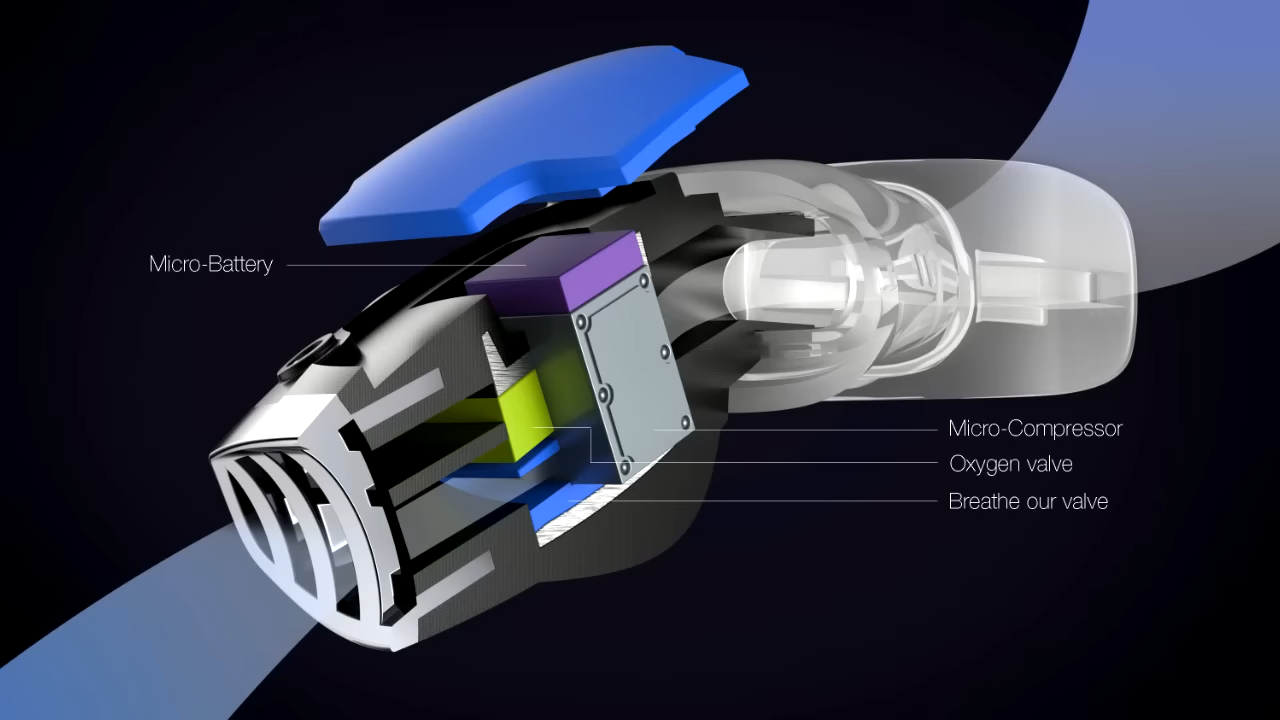 Micro-Battery
Micro-Compressor
Oxygen valve
Breathe our valve